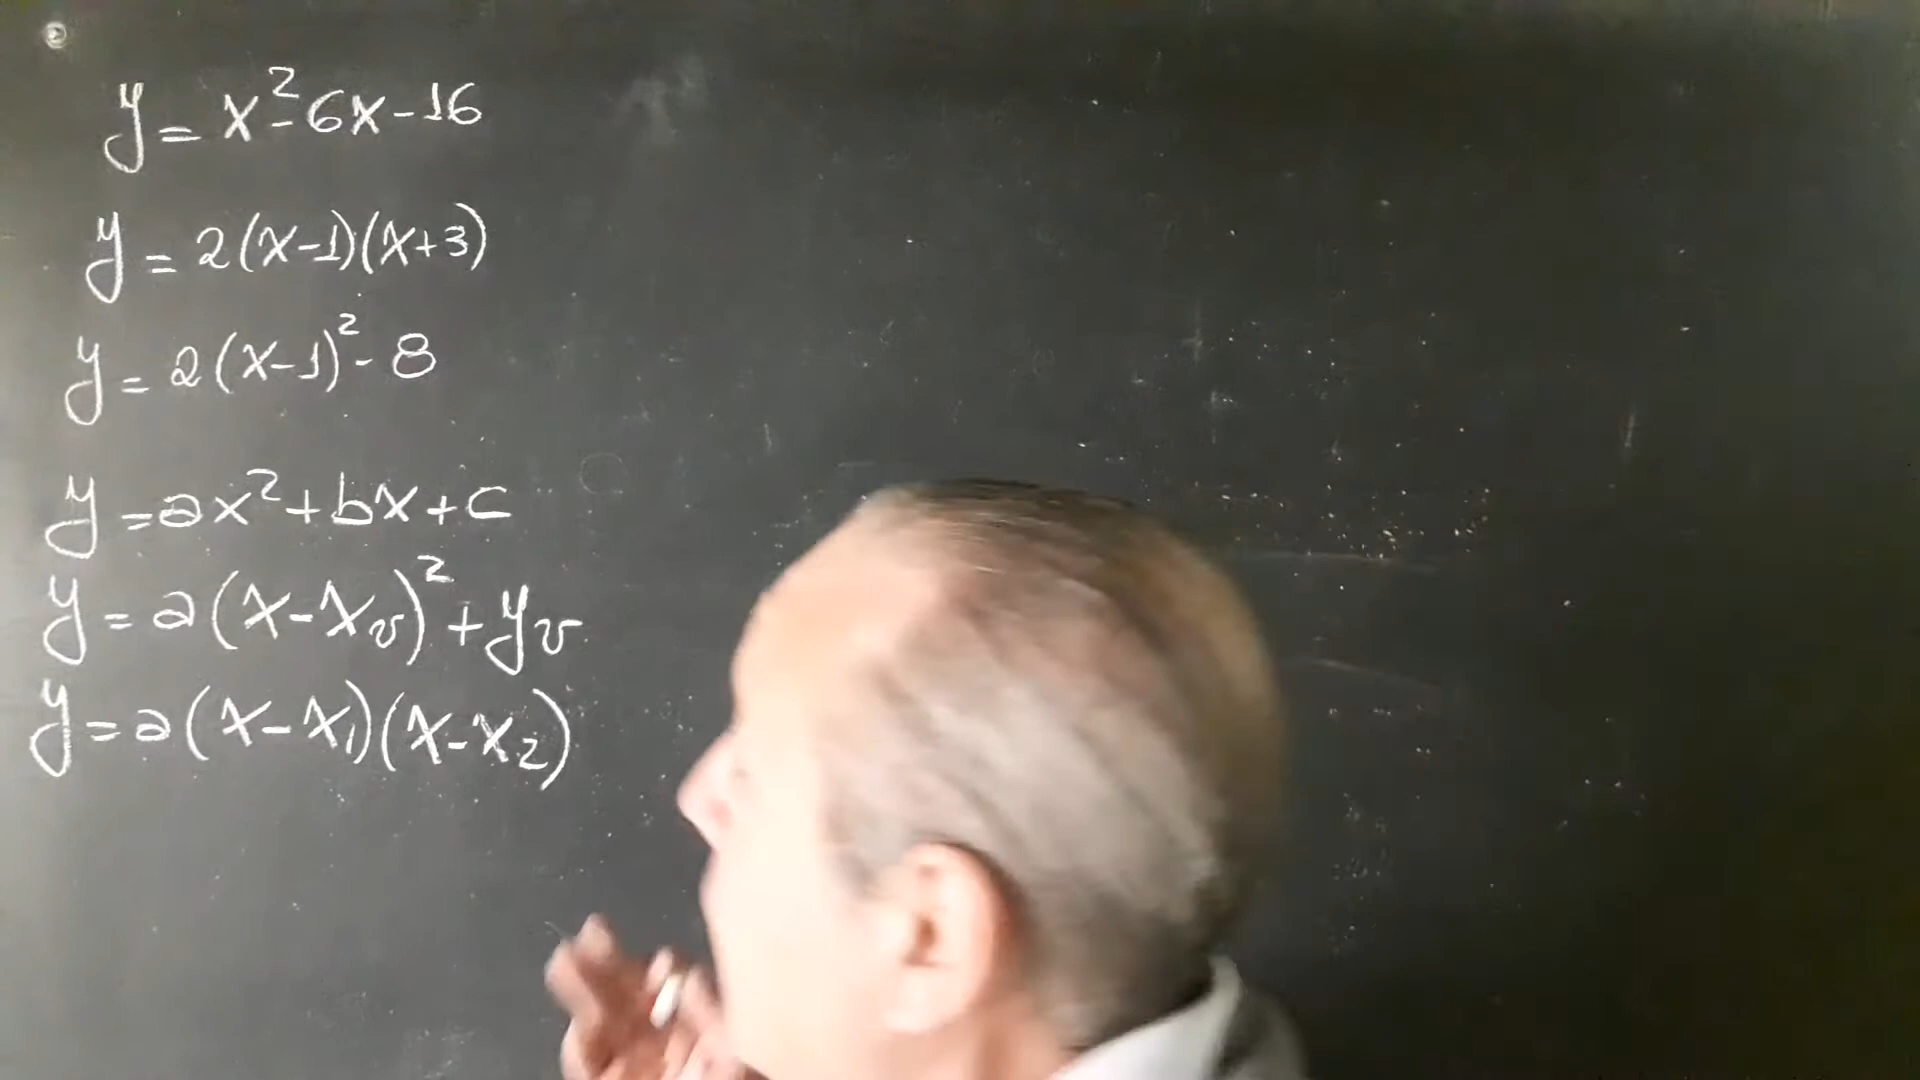 y = x² - 6x - 16
y = 2(x-1)(x+3)
y = 2(x-1)² - 8
y = ax² + bx + c
y = a(x - xᵥ)² + yᵥ
y = a(x - x₁)(x - x₂)